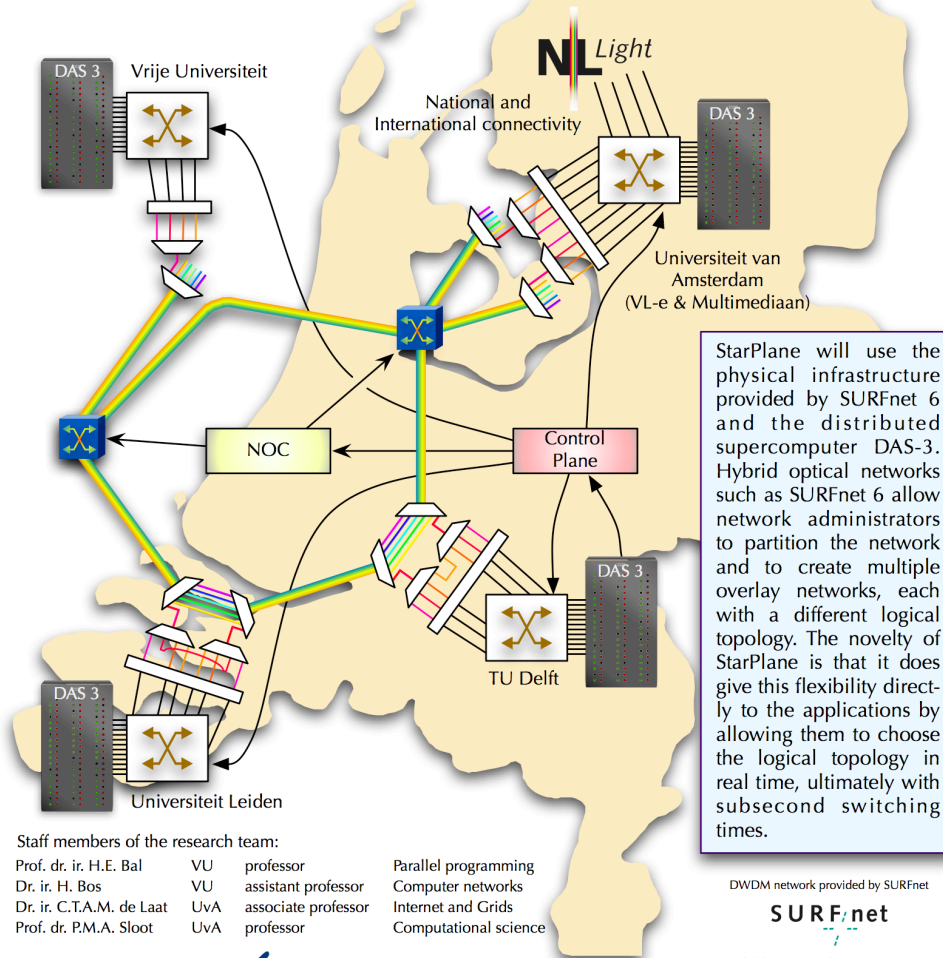 DAS 3
Vrije Universiteit
NL Light
National and
International connectivity
DAS 3
Universiteit van
Amsterdam
(VL-e & Multimediaan)
NOC
Control
Plane
StarPlane will use the
physical infrastructure
provided by SURFnet 6
and the distributed
supercomputer DAS-3.
Hybrid optical networks
such as SURFnet 6 allow
network administrators
to partition the network
and to create multiple
overlay networks, each
with a different logical
topology. The novelty of
StarPlane is that it does
give this flexibility direct-
ly to the applications by
allowing them to choose
the logical topology in
real time, ultimately with
subsecond switching
times.
DAS 3
TU Delft
DAS 3
Universiteit Leiden
Staff members of the research team:
Prof. dr. ir. H.E. Bal VU professor Parallel programming
Dr. ir. H. Bos VU assistant professor Computer networks
Dr. ir. C.T.A.M. de Laat UvA associate professor Internet and Grids
Prof. dr. P.M.A. Sloot UvA professor Computational science
DWDM network provided by SURFnet
SURFnet